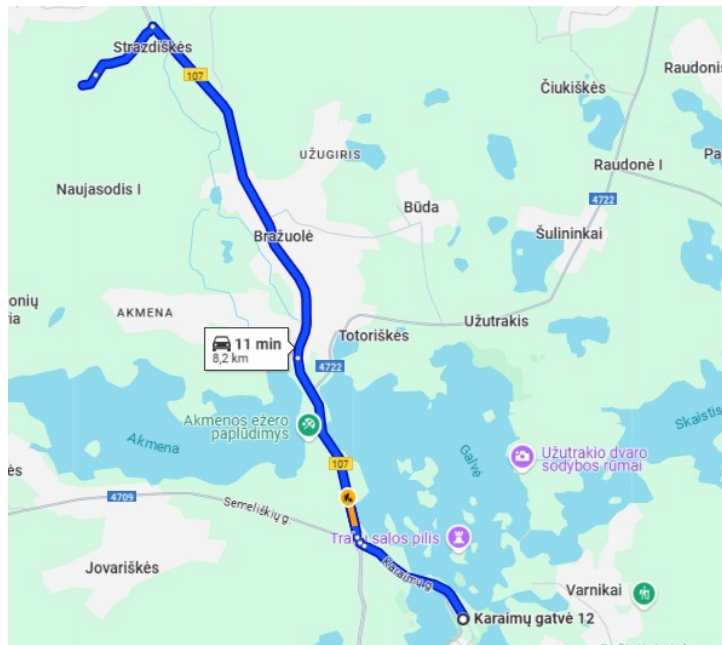 Strazdiškės
107
Čiukiškės
Raudonis
Pa
UŽUGIRIS
Raudonė I
Naujasodis I
Būda
4722
Bražuolė
Šulininkai
onių
ria
AKMENA
Totoriškės
Užutrakis
11 min
8,2 km
4722
Akmenos ežero
paplūdimys
Akmena
Galvė
Skaistis
Užutrakio dvaro
sodybos rūmai
ės
107
4709
Semeliškių g.
Trakų salos pilis
Jovariškės
Karaimų g.
Varnikai
Karaimų gatvė 12